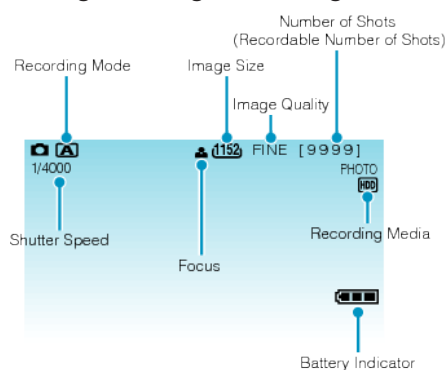 Number of Shots
(Recordable Number of Shots)
Recording Mode
Image Size
Image Quality
A 1152 FINE [9999]
1/4000
PHOTO
HDD
Shutter Speed
Recording Media
Focus
Battery Indicator